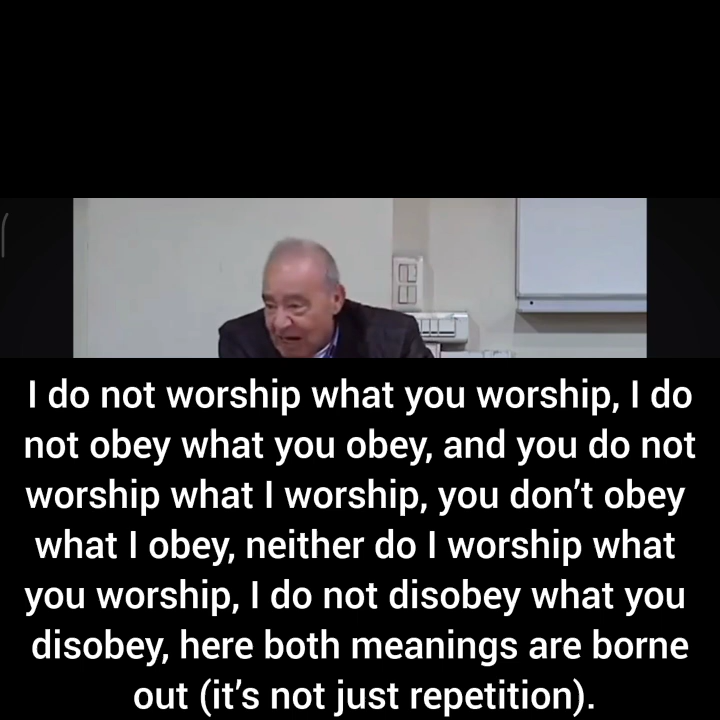 I do not worship what you worship, I do
not obey what you obey, and you do not
worship what I worship, you don’t obey
what I obey, neither do I worship what
you worship, I do not disobey what you
disobey, here both meanings are borne
out (it’s not just repetition).